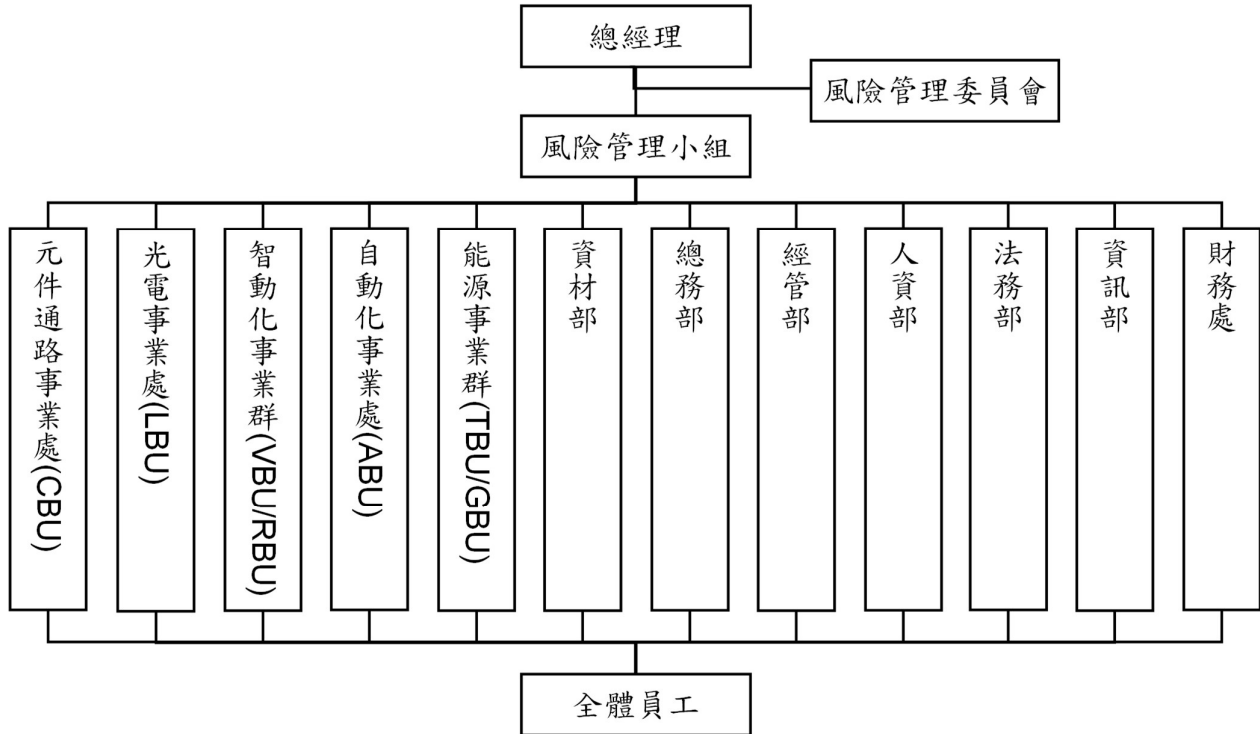 總經理
風險管理委員會
風險管理小組
元件通路事業處(CBU)
光電事業處(LBU)
智動化事業群(VBU/RBU)
自動化事業處(ABU)
能源事業群(TBU/GBU)
資材部
總務部
經管部
人資部
法務部
資訊部
財務處
全體員工